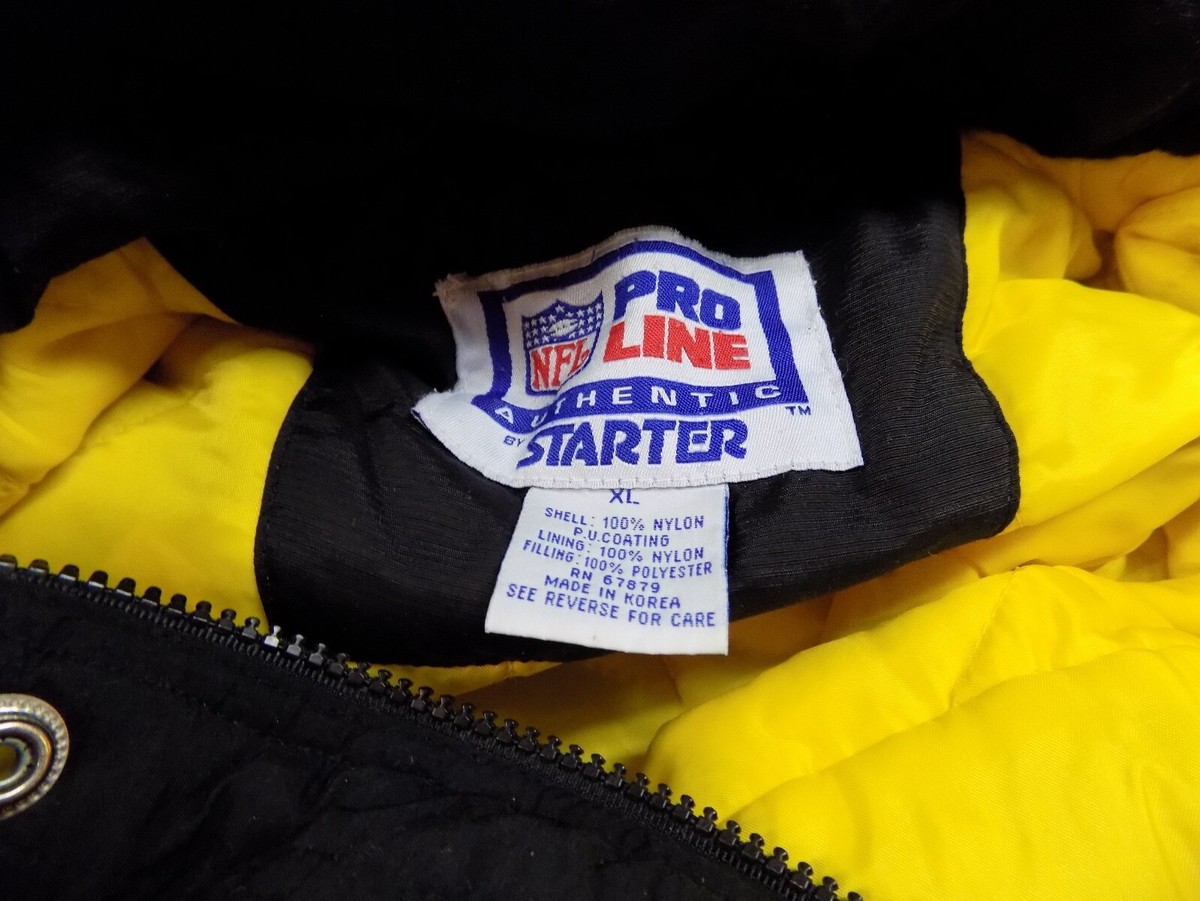 PRO
LINE
NFL
AUTHENTIC
TM
BY STARTER
XL
SHELL: 100% NYLON
P.U.COATING
LINING: 100% NYLON
FILLING: 100% POLYESTER
RN 67879
MADE IN KOREA
SEE REVERSE FOR CARE